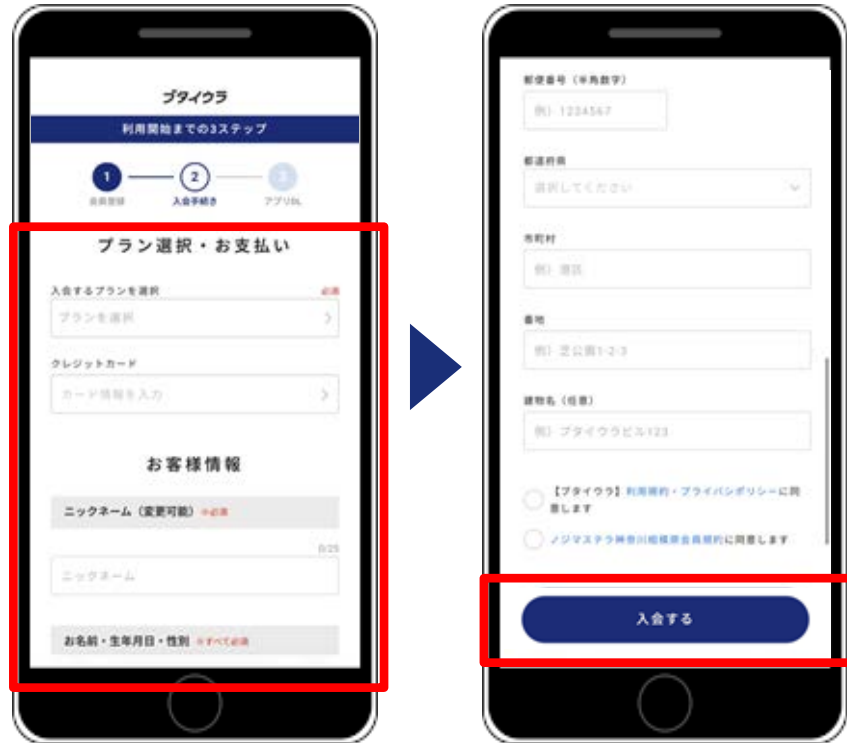 ブタイウラ
利用開始までの3ステップ
1
2
3
会員登録
入会手続き
アプリDL
プラン選択・お支払い
入会するプランを選択
必須
プランを選択
クレジットカード
カード情報を入力
お客様情報
ニックネーム（変更可能）※必須
0/25
ニックネーム
お名前・生年月日・性別 ※すべて必須
郵便番号（半角数字）
例）1234567
都道府県
選択してください
市町村
例）港区
番地
例）芝公園1-2-3
建物名（任意）
例）ブタイウラビル123
【ブタイウラ】利用規約・プライバシーポリシーに同
意します
ノジマステラ神奈川相模原会員規約に同意します
入会する